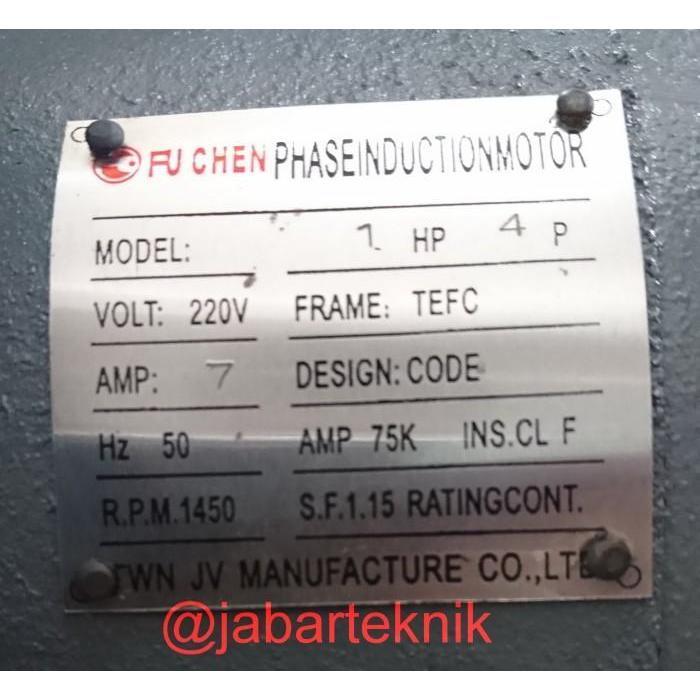 FU CHEN PHASEINDUCTIONMOTOR
MODEL: 1 HP 4 P
VOLT: 220V FRAME: TEFC
AMP: 7 DESIGN: CODE
Hz 50 AMP 75K INS.CL F
R.P.M.1450 S.F.1.15 RATINGCONT.
TWN JV MANUFACTURE CO.,LTD
@jabarteknik